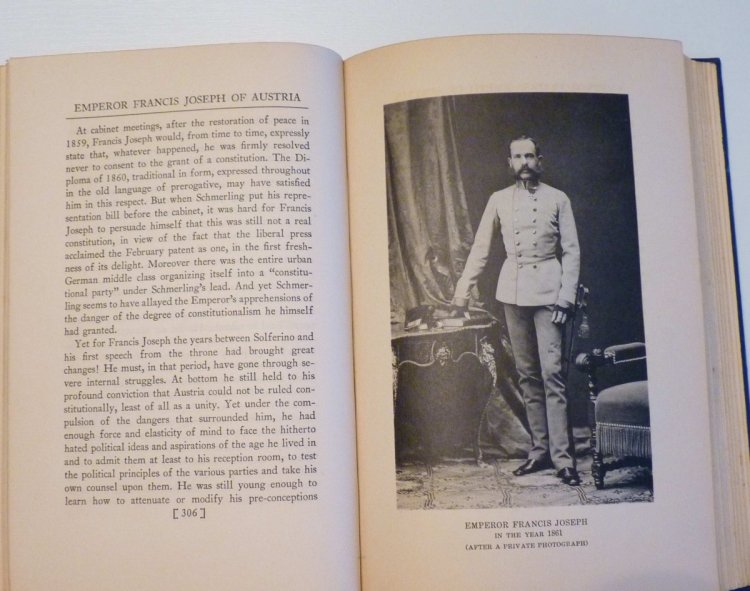 EMPEROR FRANCIS JOSEPH OF AUSTRIA
At cabinet meetings, after the restoration of peace in
1859, Francis Joseph would, from time to time, expressly
state that, whatever happened, he was firmly resolved
never to consent to the grant of a constitution. The Di-
ploma of 1860, traditional in form, expressed throughout
in the old language of prerogative, may have satisfied
him in this respect. But when Schmerling put his repre-
sentation bill before the cabinet, it was hard for Francis
Joseph to persuade himself that this was still not a real
constitution, in view of the fact that the liberal press
acclaimed the February patent as one, in the first fresh-
ness of its delight. Moreover there was the entire urban
German middle class organizing itself into a “constitu-
tional party” under Schmerling’s lead. And yet Schmer-
ling seems to have allayed the Emperor’s apprehensions of
the danger of the degree of constitutionalism he himself
had granted.
Yet for Francis Joseph the years between Solferino and
his first speech from the throne had brought great
changes! He must, in that period, have gone through se-
vere internal struggles. At bottom he still held to his
profound conviction that Austria could not be ruled con-
stitutionally, least of all as a unity. Yet under the com-
pulsion of the dangers that surrounded him, he had
enough force and elasticity of mind to face the hitherto
hated political ideas and aspirations of the age he lived in
and to admit them at least to his reception room, to test
the political principles of the various parties and take his
own counsel upon them. He was still young enough to
learn how to attenuate or modify his pre-conceptions
[ 306 ]
EMPEROR FRANCIS JOSEPH
IN THE YEAR 1861
(AFTER A PRIVATE PHOTOGRAPH)